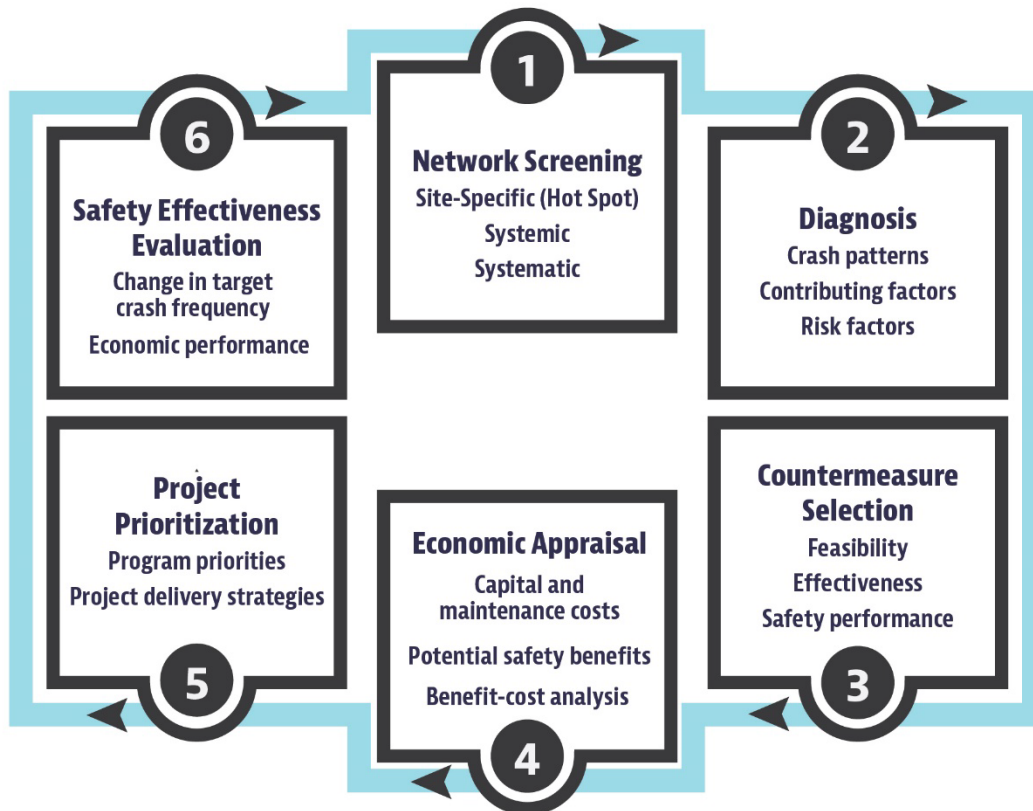 1
Network Screening
Site-Specific (Hot Spot)
Systemic
Systematic
2
Diagnosis
Crash patterns
Contributing factors
Risk factors
Countermeasure
Selection
Feasibility
Effectiveness
Safety performance
3
Economic Appraisal
Capital and
maintenance costs
Potential safety benefits
Benefit-cost analysis
4
Project
Prioritization
Program priorities
Project delivery strategies
5
6
Safety Effectiveness
Evaluation
Change in target
crash frequency
Economic performance